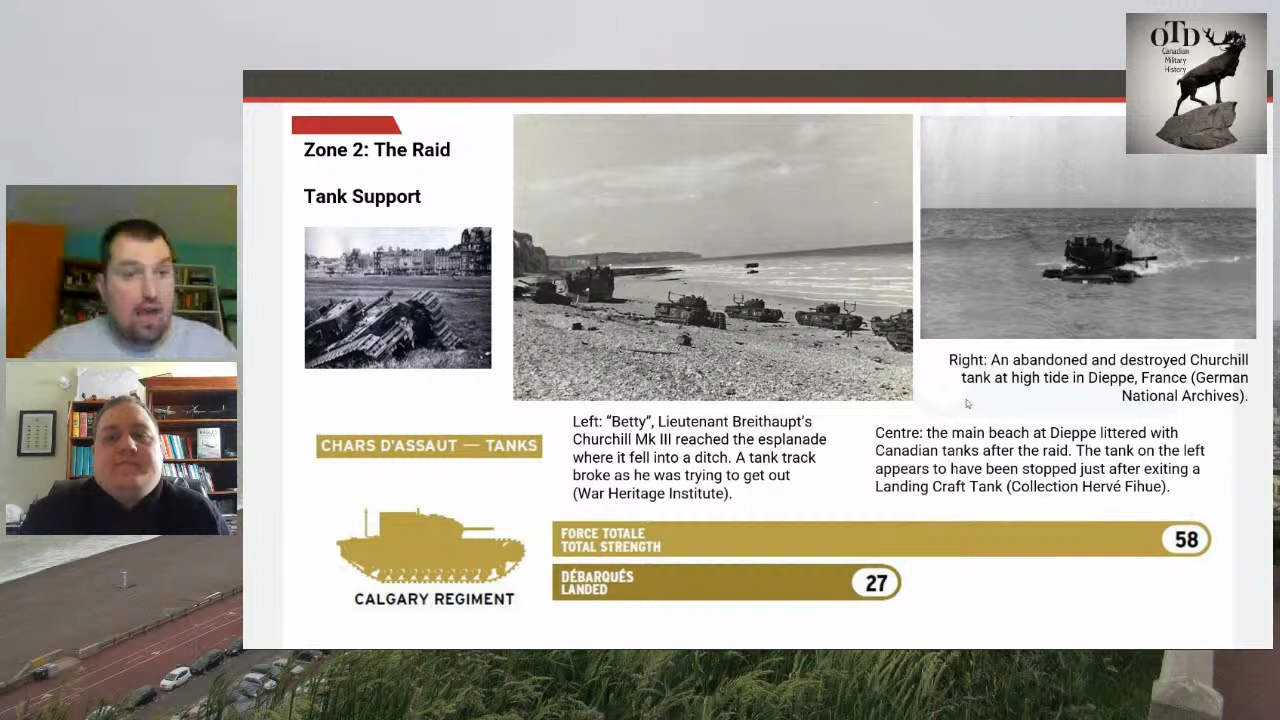 OTD
Canadian
Military
History
Zone 2: The Raid
Tank Support
Right: An abandoned and destroyed Churchill
tank at high tide in Dieppe, France (German
National Archives).
Left: “Betty”, Lieutenant Breithaupt’s
Churchill Mk III reached the esplanade
where it fell into a ditch. A tank track
broke as he was trying to get out
(War Heritage Institute).
Centre: the main beach at Dieppe littered with
Canadian tanks after the raid. The tank on the left
appears to have been stopped just after exiting a
Landing Craft Tank (Collection Hervé Fihue).
CHARS D'ASSAUT — TANKS
CALGARY REGIMENT
FORCE TOTALE
TOTAL STRENGTH
58
DÉBARQUÉS
LANDED
27